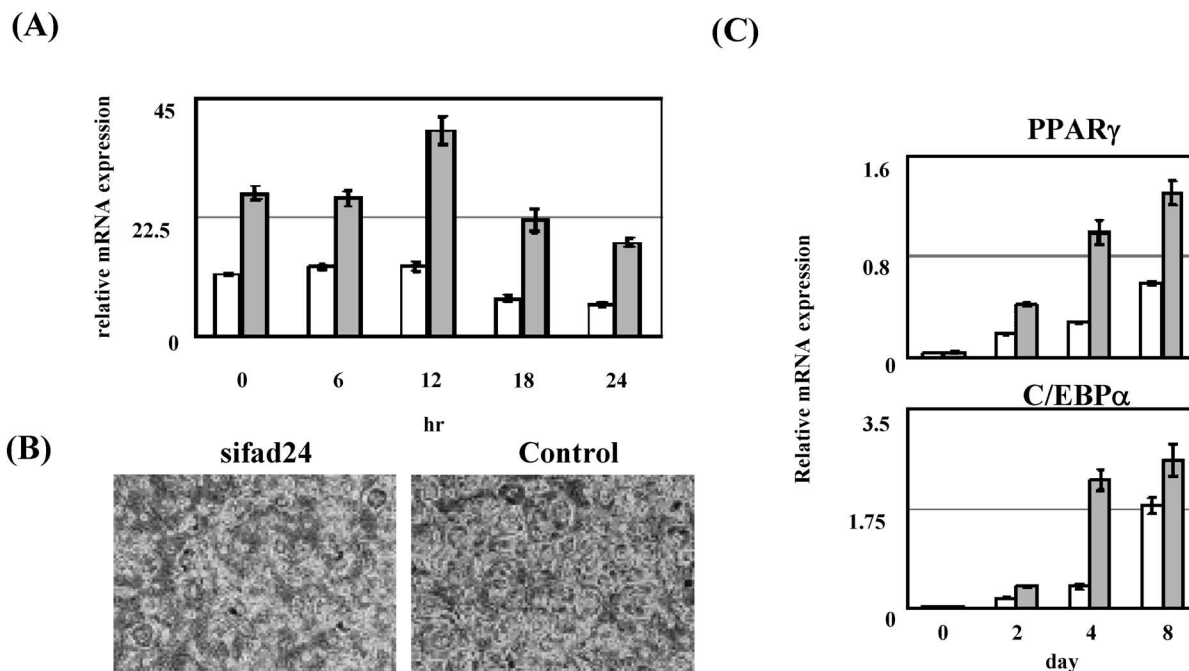 (A)
relative mRNA expression
45
22.5
0
0 6 12 18 24
hr
(B)
sifad24 Control
(C)
Relative mRNA expression
PPARγ
1.6
0.8
0
C/EBPα
3.5
1.75
0
0 2 4 8
day